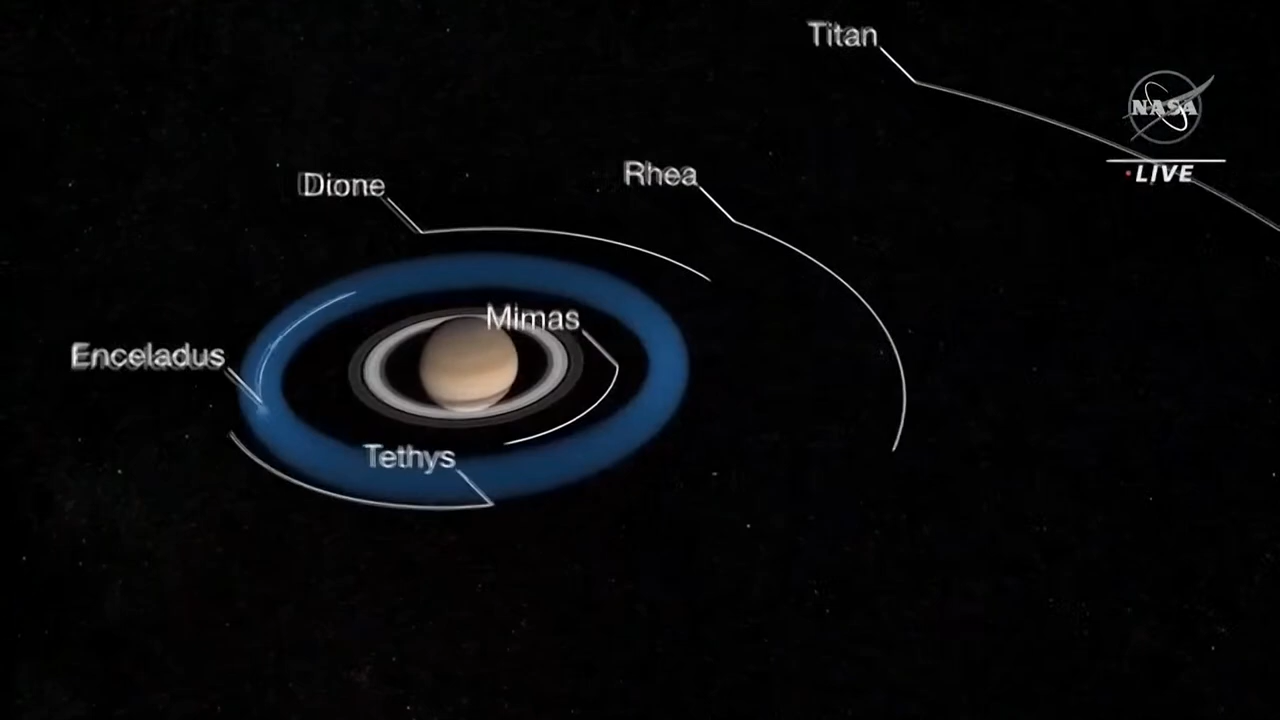 Titan
NASA
LIVE
Rhea
Dione
Mimas
Enceladus
Tethys